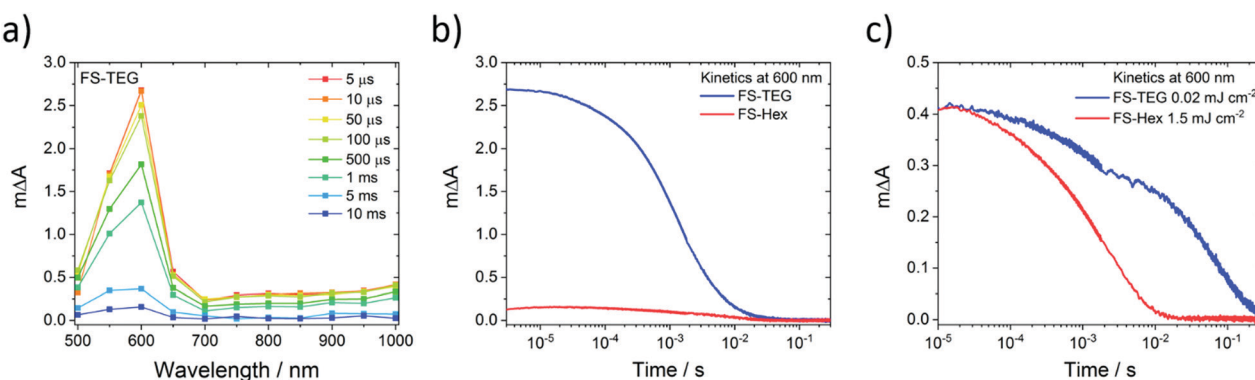 a)
FS-TEG
5 μs
10 μs
50 μs
100 μs
500 μs
1 ms
5 ms
10 ms
3.0
2.5
2.0
1.5
1.0
0.5
0.0
mΔA
500 600 700 800 900 1000
Wavelength / nm
b)
Kinetics at 600 nm
FS-TEG
FS-Hex
3.0
2.5
2.0
1.5
1.0
0.5
0.0
mΔA
10⁻⁵ 10⁻⁴ 10⁻³ 10⁻² 10⁻¹
Time / s
c)
Kinetics at 600 nm
FS-TEG 0.02 mJ cm⁻²
FS-Hex 1.5 mJ cm⁻²
0.5
0.4
0.3
0.2
0.1
0.0
mΔA
10⁻⁵ 10⁻⁴ 10⁻³ 10⁻² 10⁻¹
Time / s